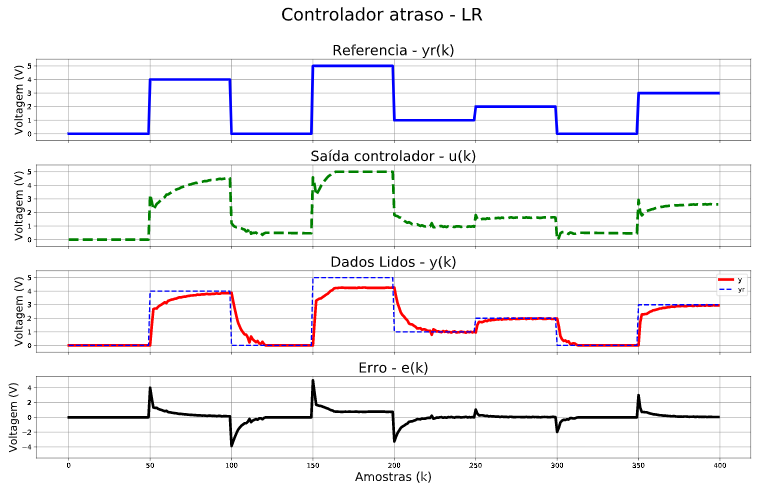 Controlador atraso - LR
Referencia - yr(k)
Voltagem (V)
5
4
3
2
1
0
Saída controlador - u(k)
Voltagem (V)
5
4
3
2
1
0
Dados Lidos - y(k)
Voltagem (V)
5
4
3
2
1
0
y
yr
Erro - e(k)
Voltagem (V)
4
2
0
−2
−4
0 50 100 150 200 250 300 350 400
Amostras (k)